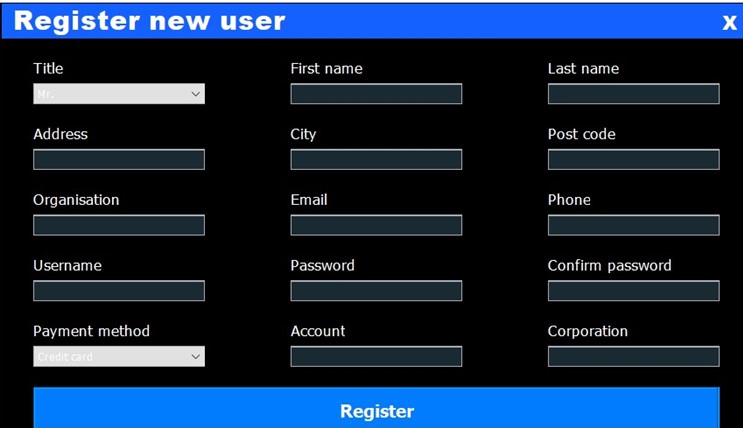 Register new user x
Title First name Last name
Mr.
Address City Post code
Organisation Email Phone
Username Password Confirm password
Payment method Account Corporation
Credit card
Register